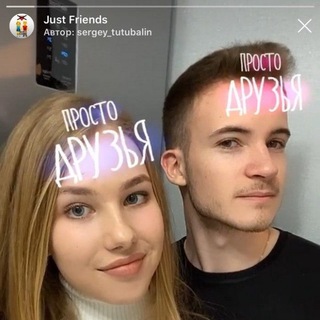 Just Friends
Автор: sergey_tutubalin
ПРОСТО
ДРУЗЬЯ
ПРОСТО
ДРУЗЬЯ